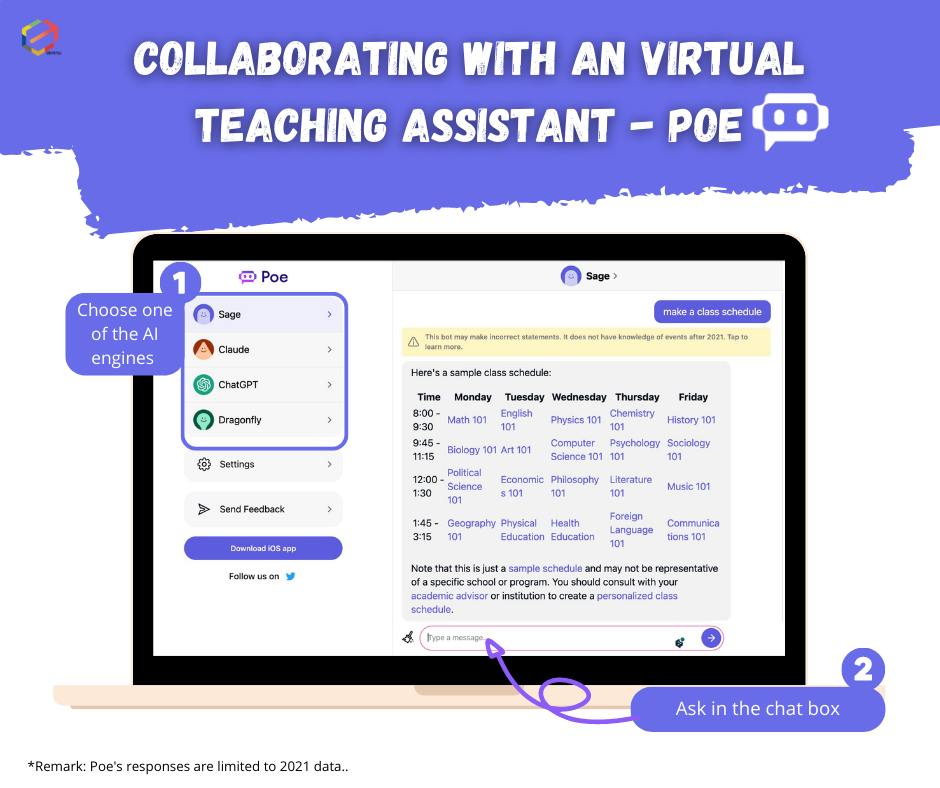 COLLABORATING WITH AN VIRTUAL
TEACHING ASSISTANT - POE
1
Choose one
of the AI
engines
Poe
Sage
Claude
ChatGPT
Dragonfly
Settings
Send Feedback
Download iOS app
Follow us on
Sage
make a class schedule
This bot may make incorrect statements. It does not have knowledge of events after 2021. Tap to
learn more.
Here's a sample class schedule:
Time Monday Tuesday Wednesday Thursday Friday
8:00 -
9:30
Math 101
English
101
Physics 101
Chemistry
101
History 101
9:45 -
11:15
Biology 101
Art 101
Computer
Science 101
Psychology
101
Sociology
101
12:00 -
1:30
Political
Science
101
Economic
s 101
Philosophy
101
Literature
101
Music 101
1:45 -
3:15
Geography
101
Physical
Education
Health
Education
Foreign
Language
101
Communica
tions 101
Note that this is just a sample schedule and may not be representative
of a specific school or program. You should consult with your
academic advisor or institution to create a personalized class
schedule.
Type a message...
2
Ask in the chat box
*Remark: Poe's responses are limited to 2021 data..